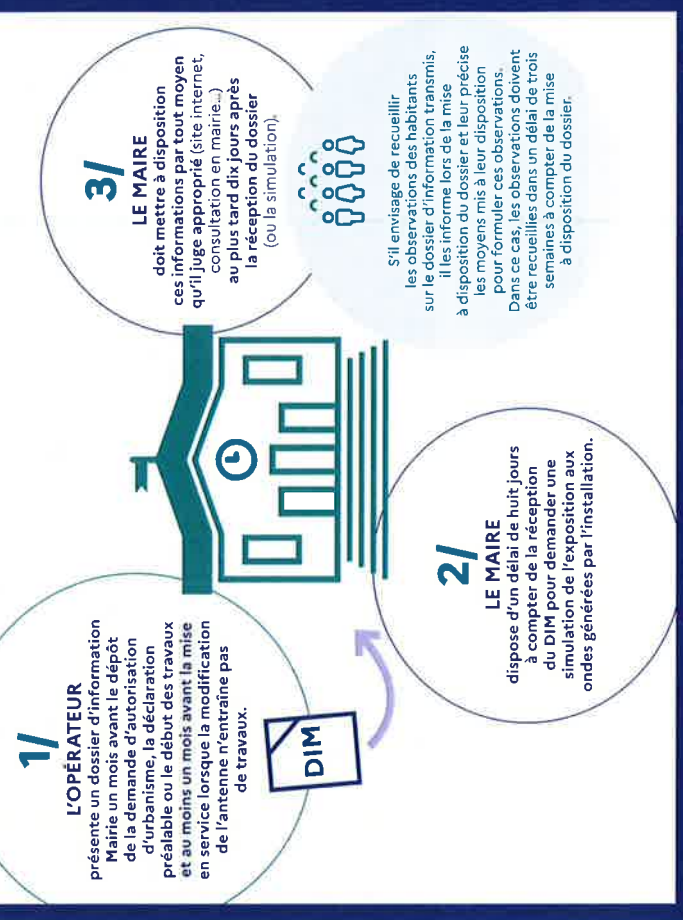 1/
L'OPÉRATEUR
présente un dossier d'information
Mairie un mois avant le dépôt
de la demande d'autorisation
d'urbanisme, la déclaration
préalable ou le début des travaux
et au moins un mois avant la mise
en service lorsque la modification
de l'antenne n'entraîne pas
de travaux.
DIM
2/
LE MAIRE
dispose d'un délai de huit jours
à compter de la réception
du DIM pour demander une
simulation de l'exposition aux
ondes générées par l'installation.
3/
LE MAIRE
doit mettre à disposition
ces informations par tout moyen
qu'il juge approprié (site internet,
consultation en mairie...)
au plus tard dix jours après
la réception du dossier
(ou la simulation).
S'il envisage de recueillir
les observations des habitants
sur le dossier d'information transmis,
il les informe lors de la mise
à disposition du dossier et leur précise
les moyens mis à leur disposition
pour formuler ces observations.
Dans ce cas, les observations doivent
être recueillies dans un délai de trois
semaines à compter de la mise
à disposition du dossier.